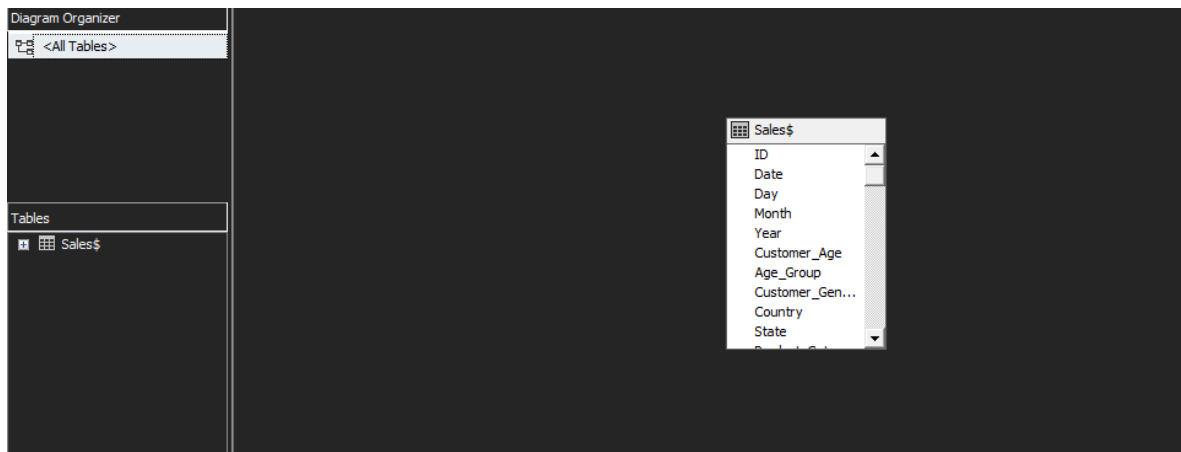 Diagram Organizer
<All Tables>
Tables
Sales$
Sales$
ID
Date
Day
Month
Year
Customer_Age
Age_Group
Customer_Gen...
Country
State